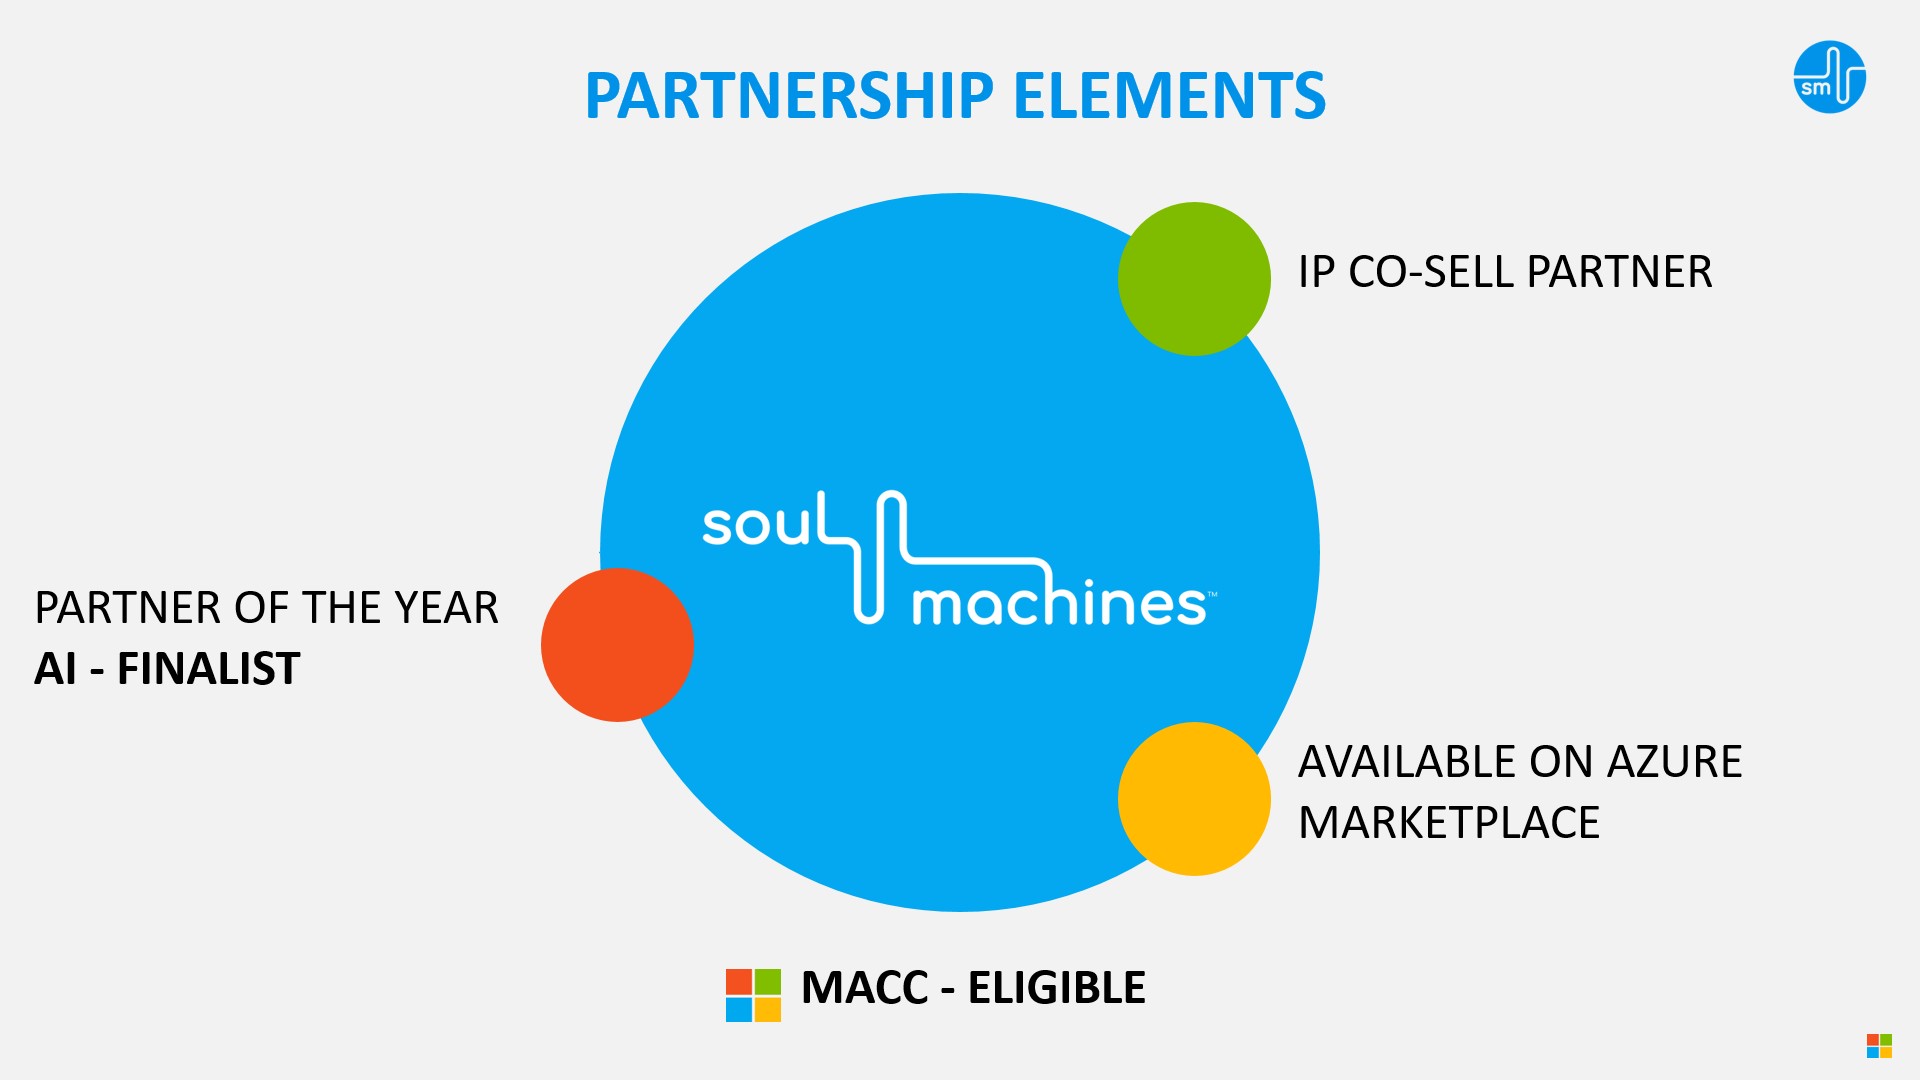 PARTNERSHIP ELEMENTS
sm
IP CO-SELL PARTNER
soul
machines™
PARTNER OF THE YEAR
AI - FINALIST
AVAILABLE ON AZURE
MARKETPLACE
MACC - ELIGIBLE